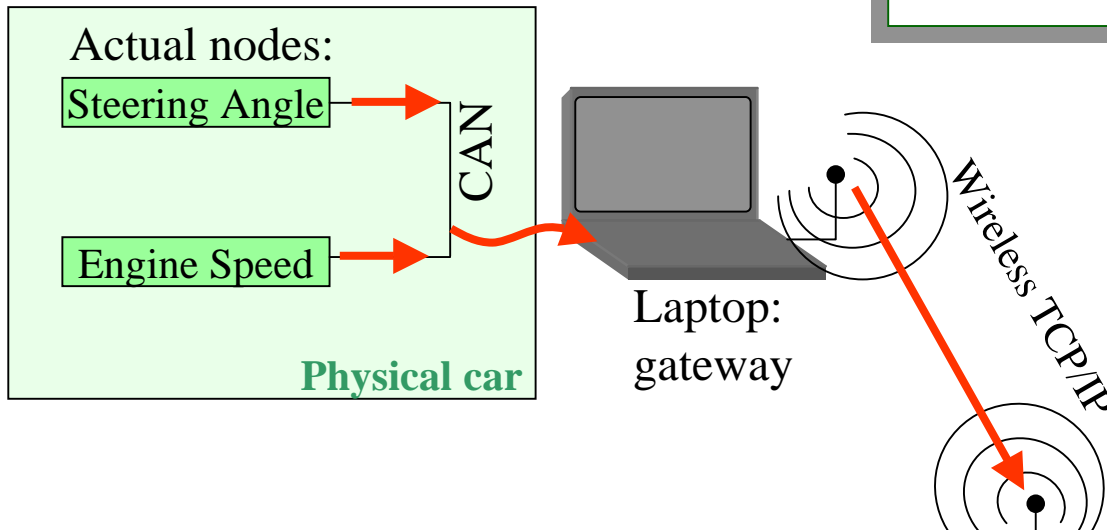 Actual nodes:
Steering Angle
CAN
Engine Speed
Physical car
Laptop:
gateway
Wireless TCP/IP